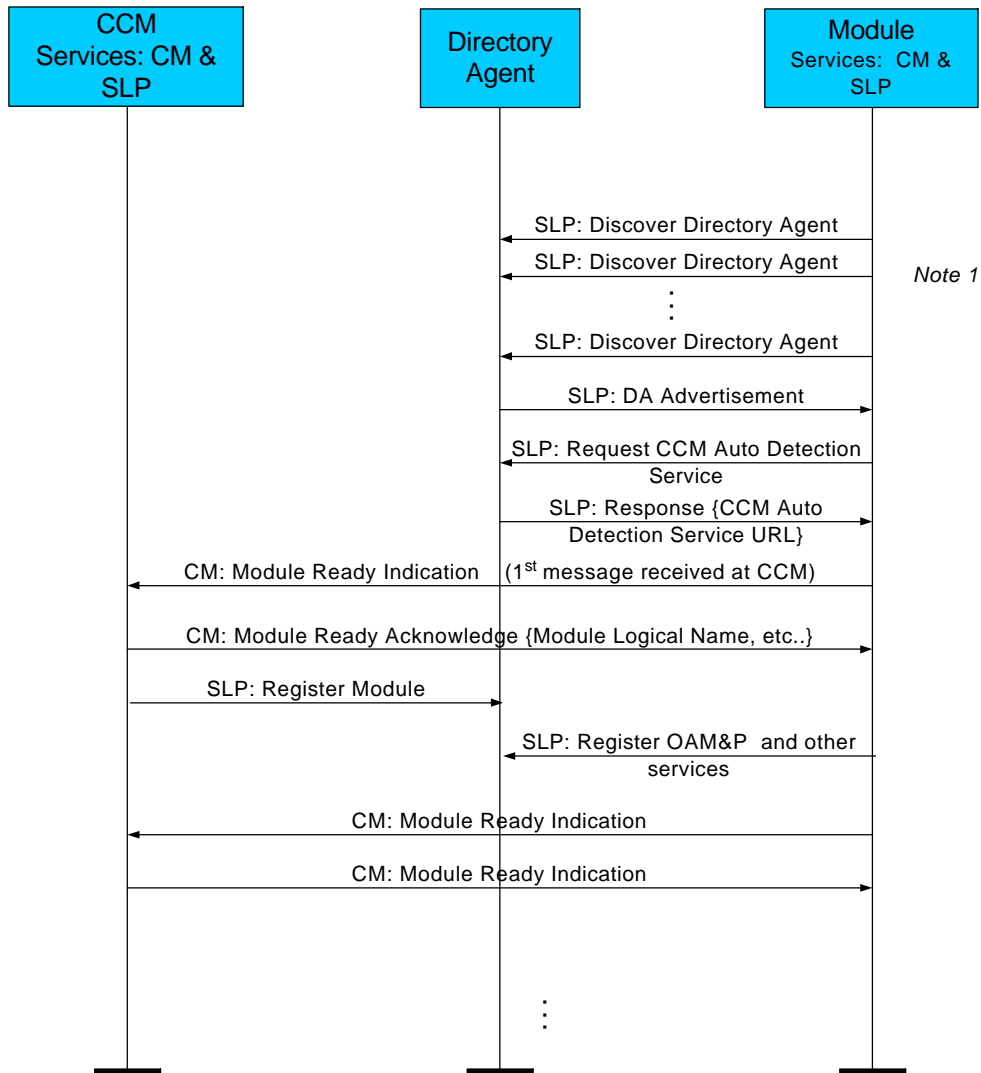 CCM
Services: CM &
SLP
Directory
Agent
Module
Services: CM &
SLP
SLP: Discover Directory Agent
SLP: Discover Directory Agent
Note 1
SLP: Discover Directory Agent
SLP: DA Advertisement
SLP: Request CCM Auto Detection
Service
SLP: Response {CCM Auto
Detection Service URL}
CM: Module Ready Indication (1st message received at CCM)
CM: Module Ready Acknowledge {Module Logical Name, etc..}
SLP: Register Module
SLP: Register OAM&P and other
services
CM: Module Ready Indication
CM: Module Ready Indication